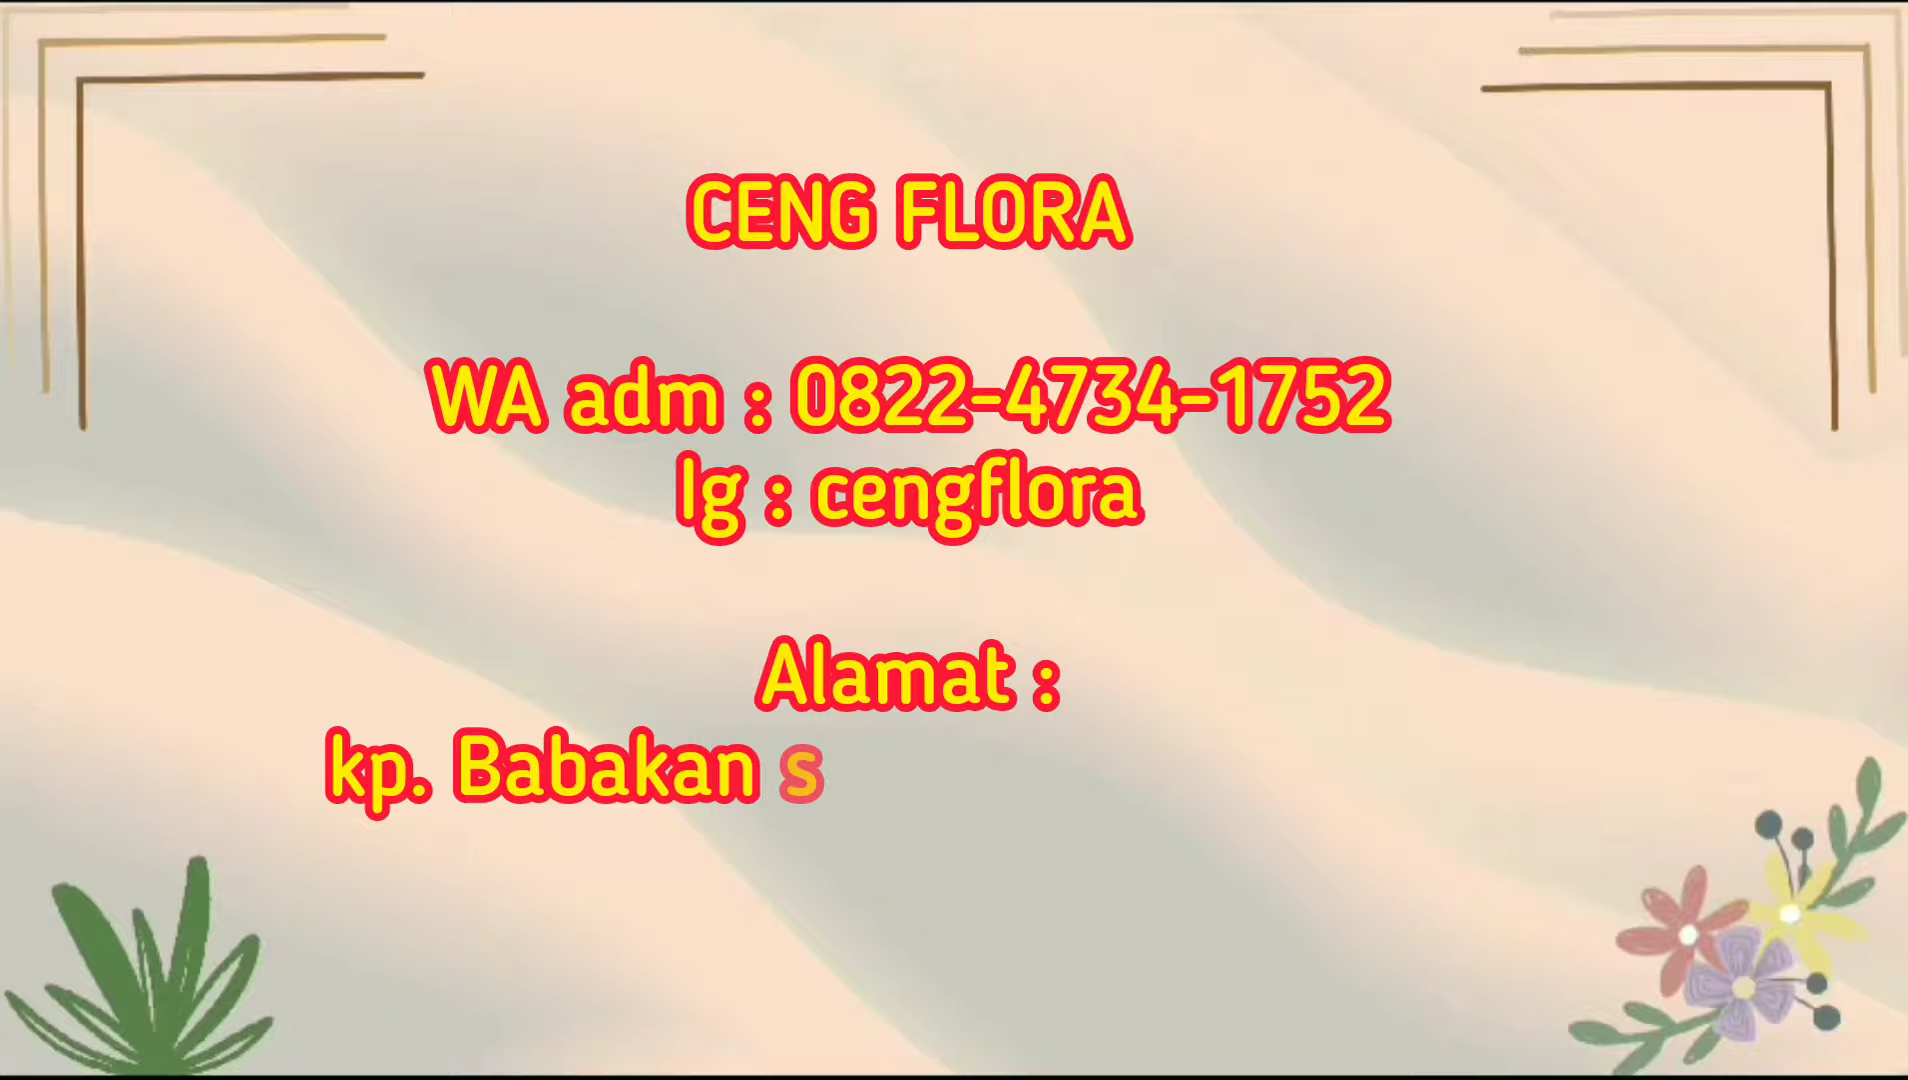 CENG FLORA
WA adm : 0822-4734-1752
Ig : cengflora
Alamat :
kp. Babakan s